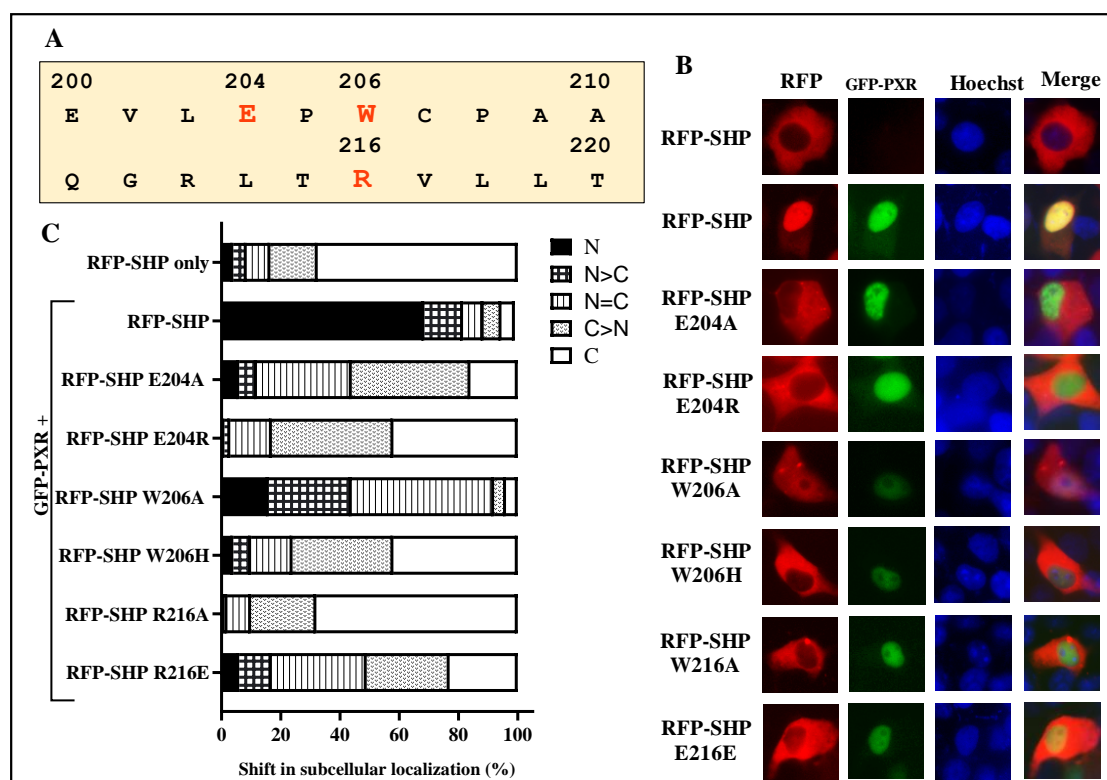 A
200 204 206 210
E V L E P W C P A A
216 220
Q G R L T R V L L T
B
RFP GFP-PXR Hoechst Merge
RFP-SHP
RFP-SHP
RFP-SHP
E204A
RFP-SHP
E204R
RFP-SHP
W206A
RFP-SHP
W206H
RFP-SHP
W216A
RFP-SHP
E216E
C
RFP-SHP only
GFP-PXR +
RFP-SHP
RFP-SHP E204A
RFP-SHP E204R
RFP-SHP W206A
RFP-SHP W206H
RFP-SHP R216A
RFP-SHP R216E
N
N>C
N=C
C>N
C
0 20 40 60 80 100
Shift in subcellular localization (%)